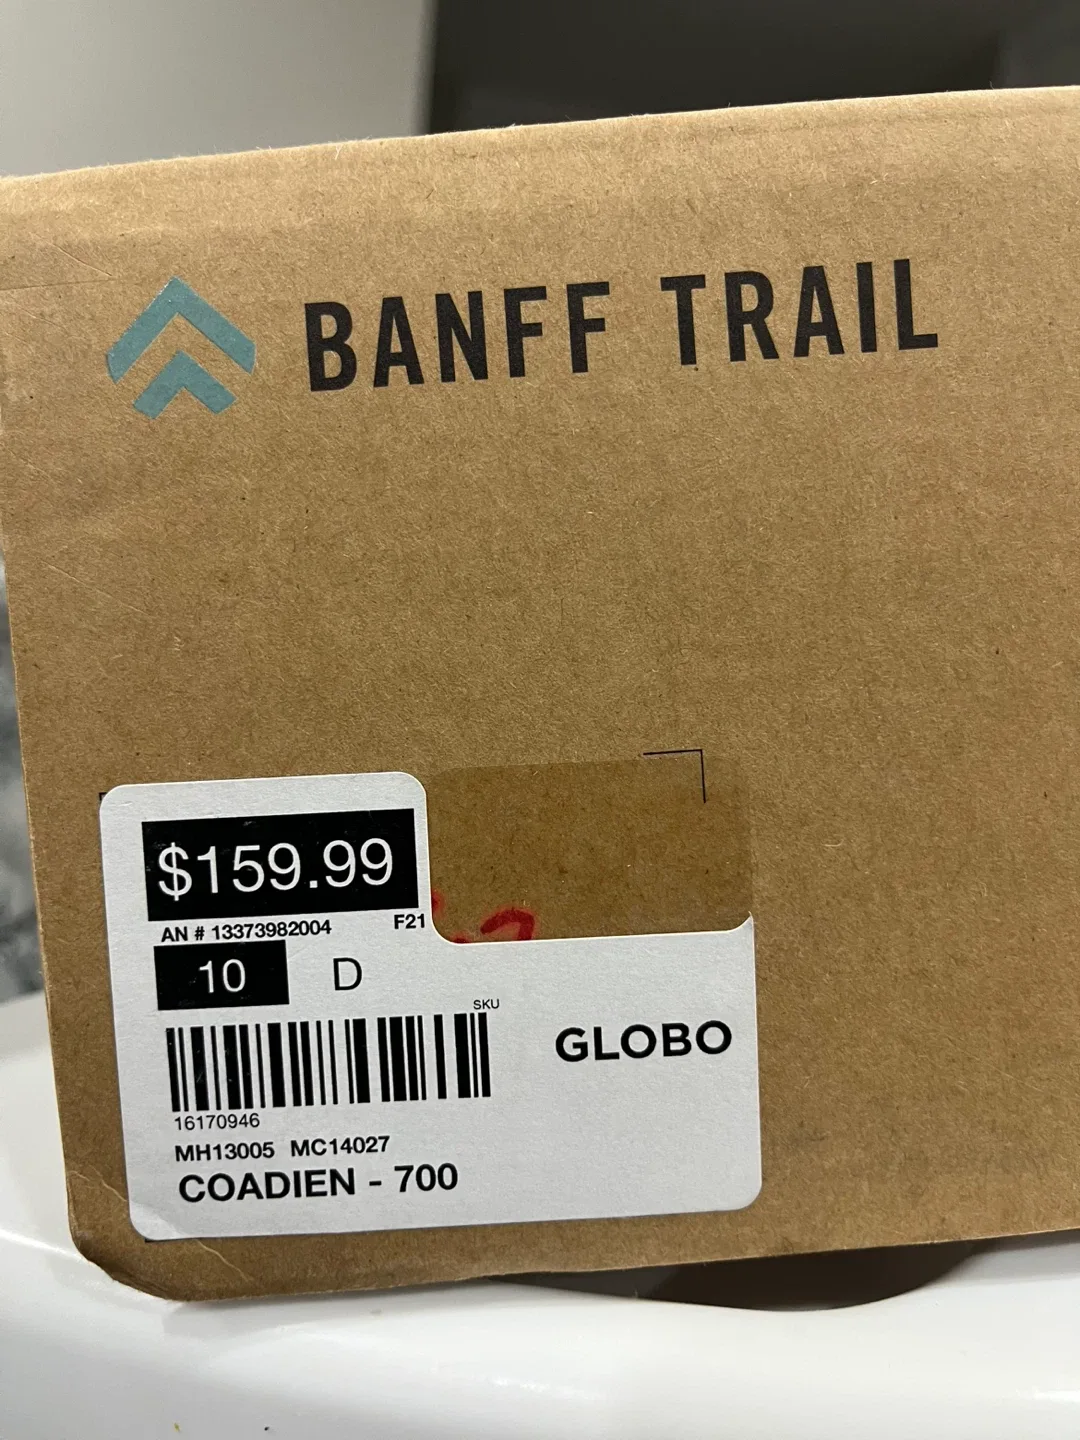 BANFF TRAIL
$159.99
AN # 13373982004 F21
10 D
SKU
GLOBO
16170946
MH13005 MC14027
COADIEN - 700